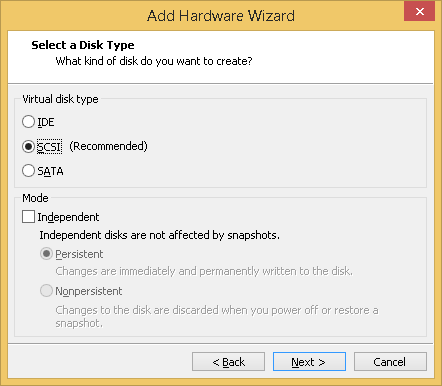 Add Hardware Wizard
Select a Disk Type
What kind of disk do you want to create?
Virtual disk type
IDE
SCSI (Recommended)
SATA
Mode
Independent
Independent disks are not affected by snapshots.
Persistent
Changes are immediately and permanently written to the disk.
Nonpersistent
Changes to the disk are discarded when you power off or restore a
snapshot.
< Back Next > Cancel